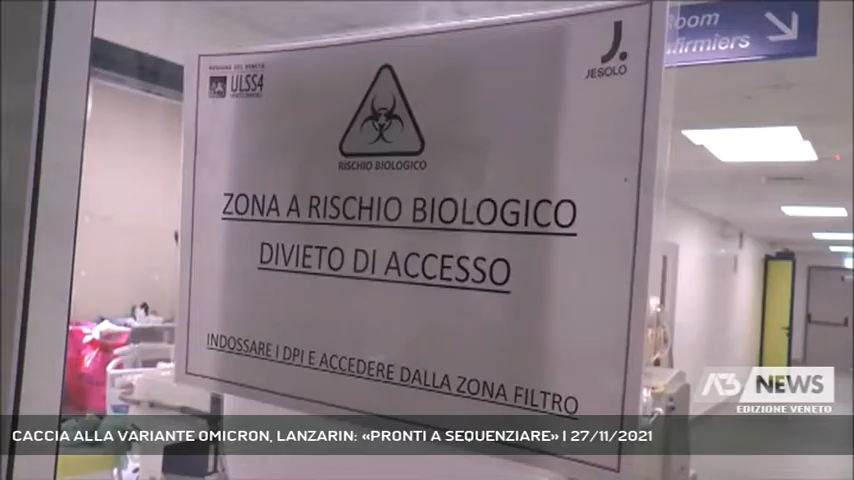 REGIONE DEL VENETO
ULSS4
J.
JESOLO
Room
RISCHIO BIOLOGICO
ZONA A RISCHIO BIOLOGICO
DIVIETO DI ACCESSO
INDOSSARE I DPI E ACCEDERE DALLA ZONA FILTRO
A3 NEWS
EDIZIONE VENETO
CACCIA ALLA VARIANTE OMICRON, LANZARIN: «PRONTI A SEQUENZIARE» | 27/11/2021